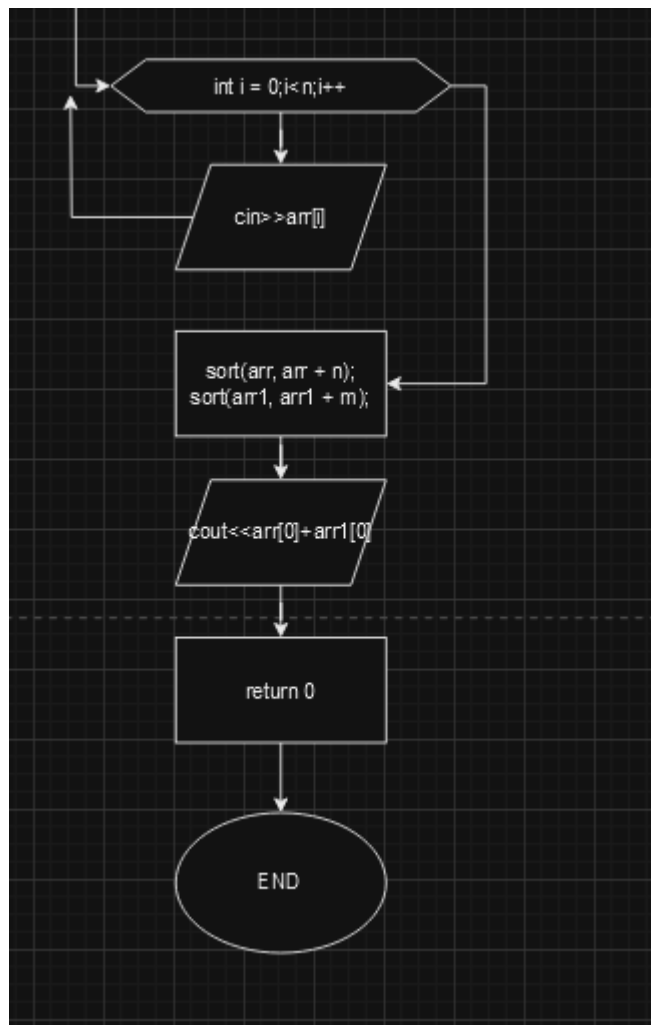 int i = 0;i<n;i++
cin>>arr[i]
sort(arr, arr + n);
sort(arr1, arr1 + m);
cout<<arr[0]+arr1[0]
return 0
END